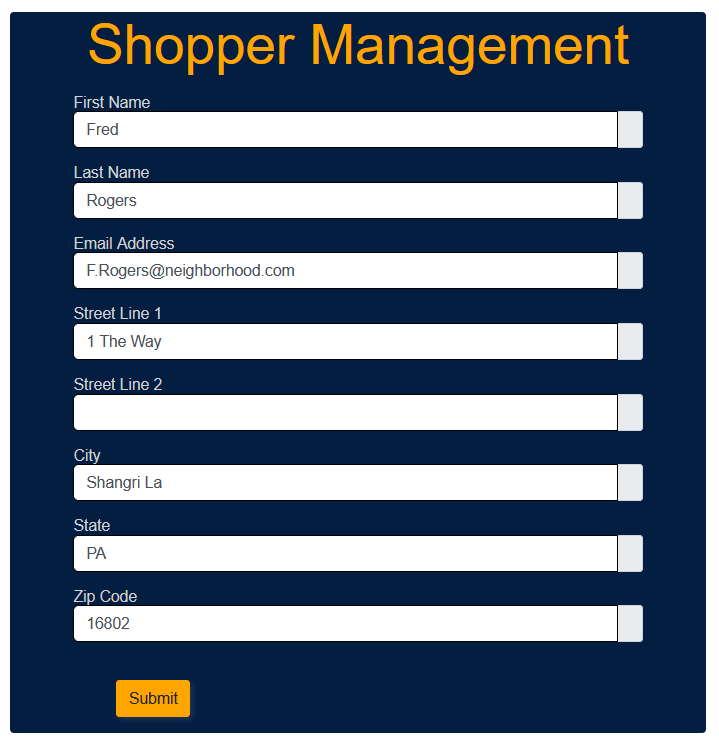 Shopper Management
First Name
Fred
Last Name
Rogers
Email Address
F.Rogers@neighborhood.com
Street Line 1
1 The Way
Street Line 2
City
Shangri La
State
PA
Zip Code
16802
Submit